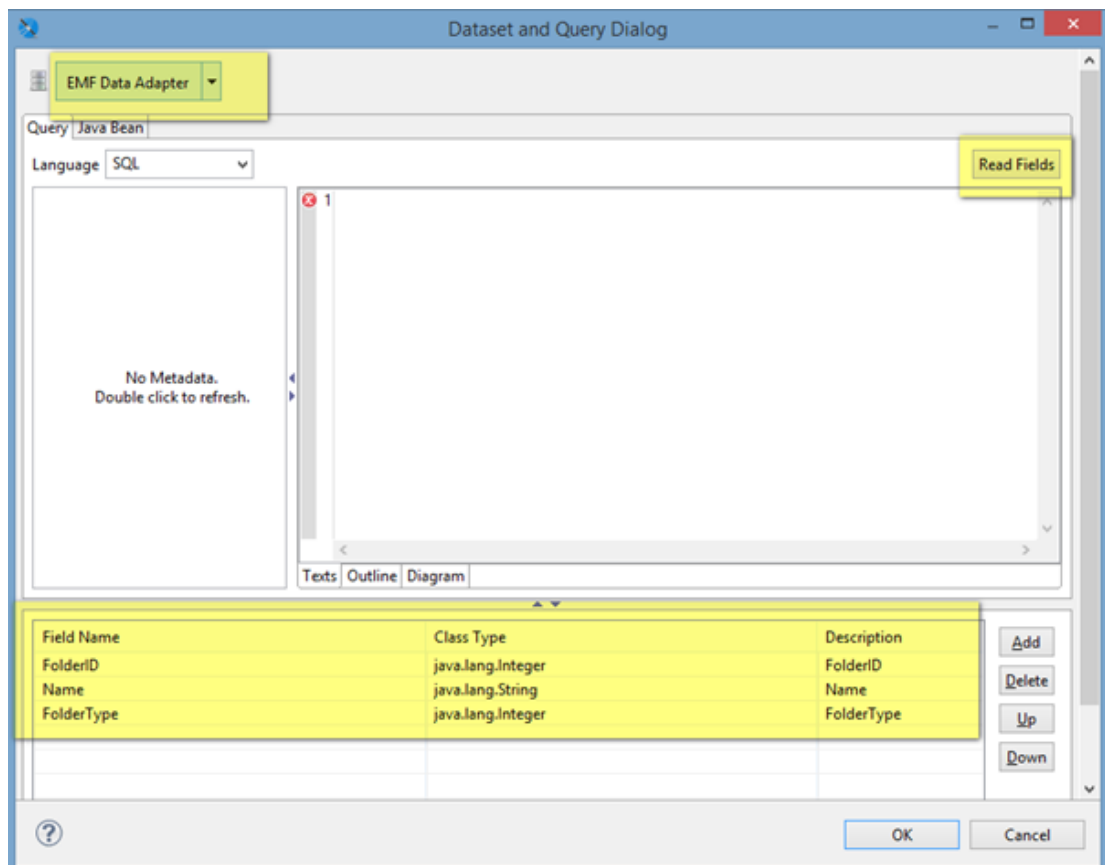 Dataset and Query Dialog
EMF Data Adapter
Query Java Bean
Language SQL Read Fields
1
No Metadata.
Double click to refresh.
Texts Outline Diagram
Field Name Class Type Description
FolderID java.lang.Integer FolderID
Name java.lang.String Name
FolderType java.lang.Integer FolderType
Add
Delete
Up
Down
OK Cancel